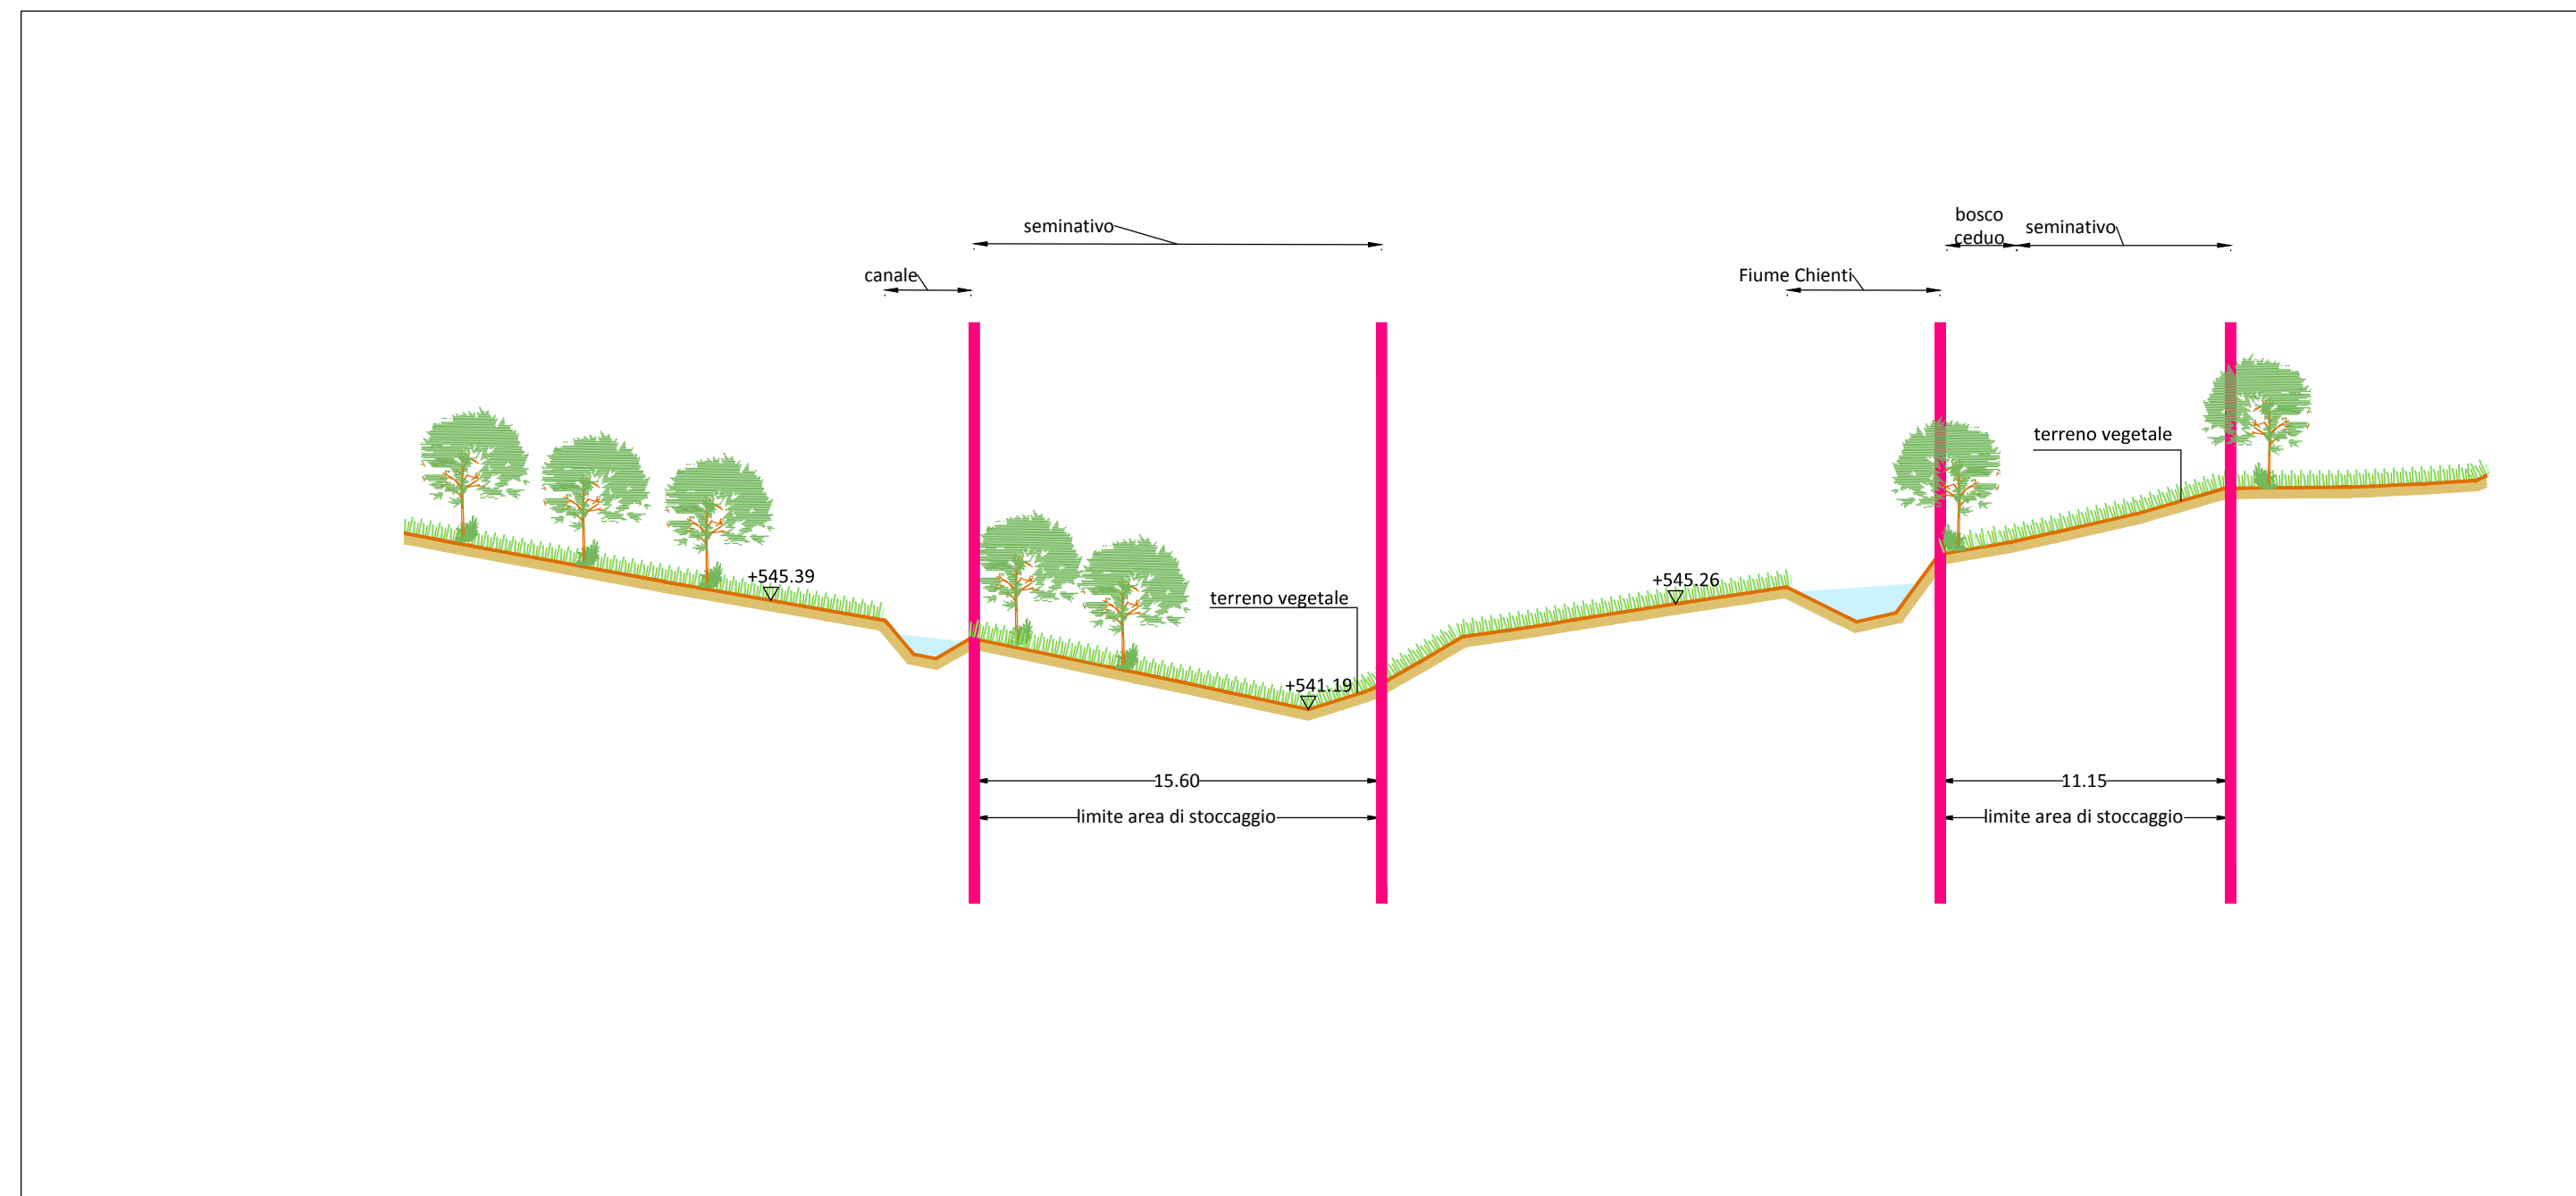 bosco
ceduo
seminativo
seminativo
canale
Fiume Chienti
terreno vegetale
+545.39
+545.26
terreno vegetale
+541.19
15.60
11.15
limite area di stoccaggio
limite area di stoccaggio